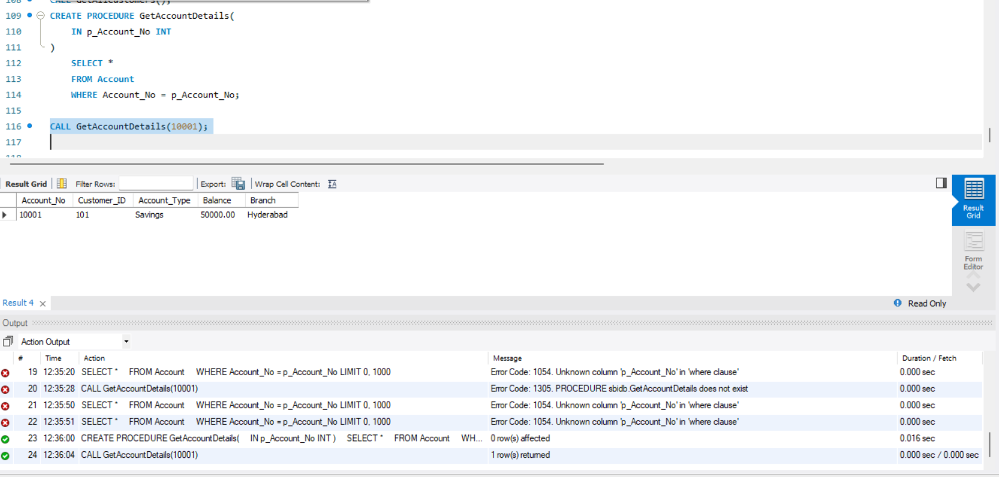 108 CALL GetAllCustomers();
109 CREATE PROCEDURE GetAccountDetails(
110 IN p_Account_No INT
111 )
112 SELECT *
113 FROM Account
114 WHERE Account_No = p_Account_No;
115
116 CALL GetAccountDetails(10001);
117
118
Result Grid Filter Rows: Export: Wrap Cell Content:
Account_No Customer_ID Account_Type Balance Branch
10001 101 Savings 50000.00 Hyderabad
Result
Grid
Form
Editor
Result 4 Read Only
Output
Action Output
# Time Action Message Duration / Fetch
19 12:35:20 SELECT * FROM Account WHERE Account_No = p_Account_No LIMIT 0, 1000 Error Code: 1054. Unknown column 'p_Account_No' in 'where clause' 0.000 sec
20 12:35:28 CALL GetAccountDetails(10001) Error Code: 1305. PROCEDURE sbidb.GetAccountDetails does not exist 0.000 sec
21 12:35:50 SELECT * FROM Account WHERE Account_No = p_Account_No LIMIT 0, 1000 Error Code: 1054. Unknown column 'p_Account_No' in 'where clause' 0.000 sec
22 12:35:51 SELECT * FROM Account WHERE Account_No = p_Account_No LIMIT 0, 1000 Error Code: 1054. Unknown column 'p_Account_No' in 'where clause' 0.000 sec
23 12:36:00 CREATE PROCEDURE GetAccountDetails( IN p_Account_No INT ) SELECT * FROM Account WH... 0 row(s) affected 0.016 sec
24 12:36:04 CALL GetAccountDetails(10001) 1 row(s) returned 0.000 sec / 0.000 sec